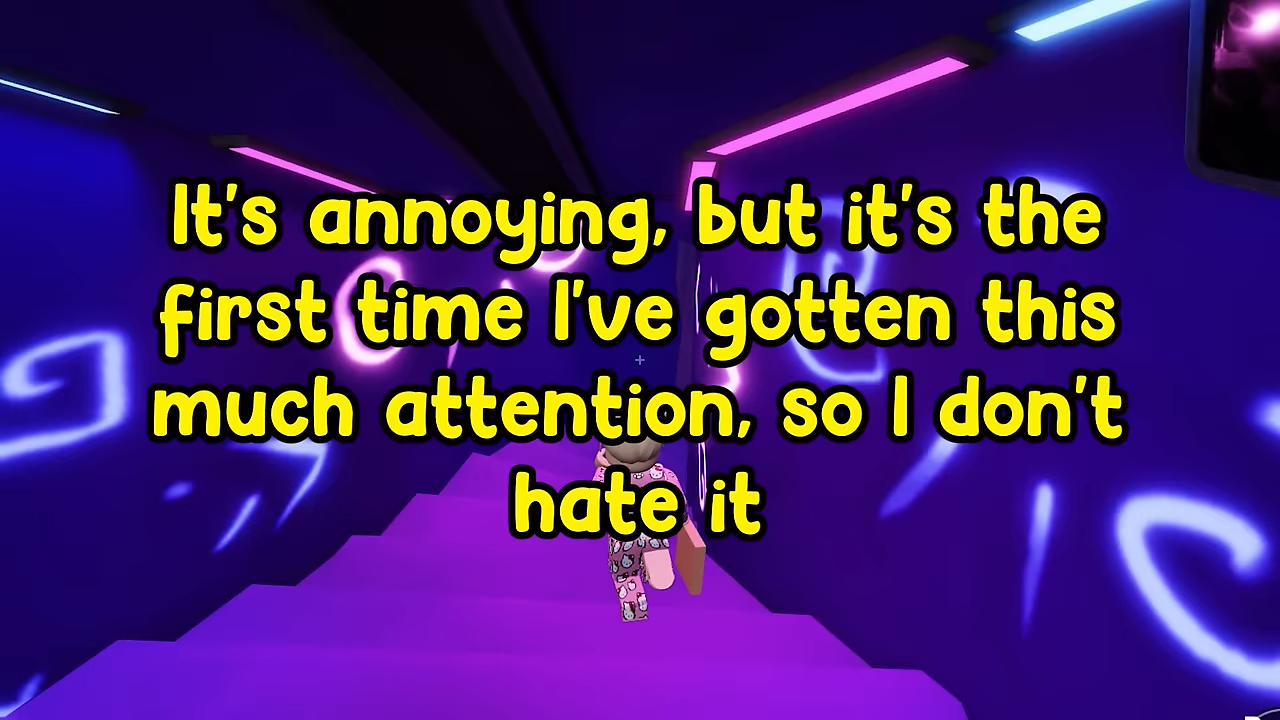 It's annoying, but it's the
first time I've gotten this
much attention, so I don't
hate it